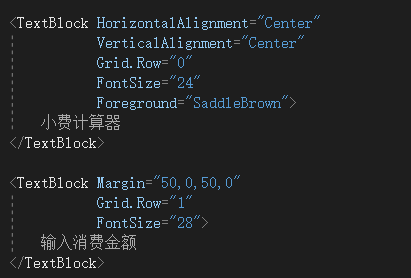 <TextBlock HorizontalAlignment="Center"
VerticalAlignment="Center"
Grid.Row="0"
FontSize="24"
Foreground="SaddleBrown">
小费计算器
</TextBlock>
<TextBlock Margin="50,0,50,0"
Grid.Row="1"
FontSize="28">
输入消费金额
</TextBlock>